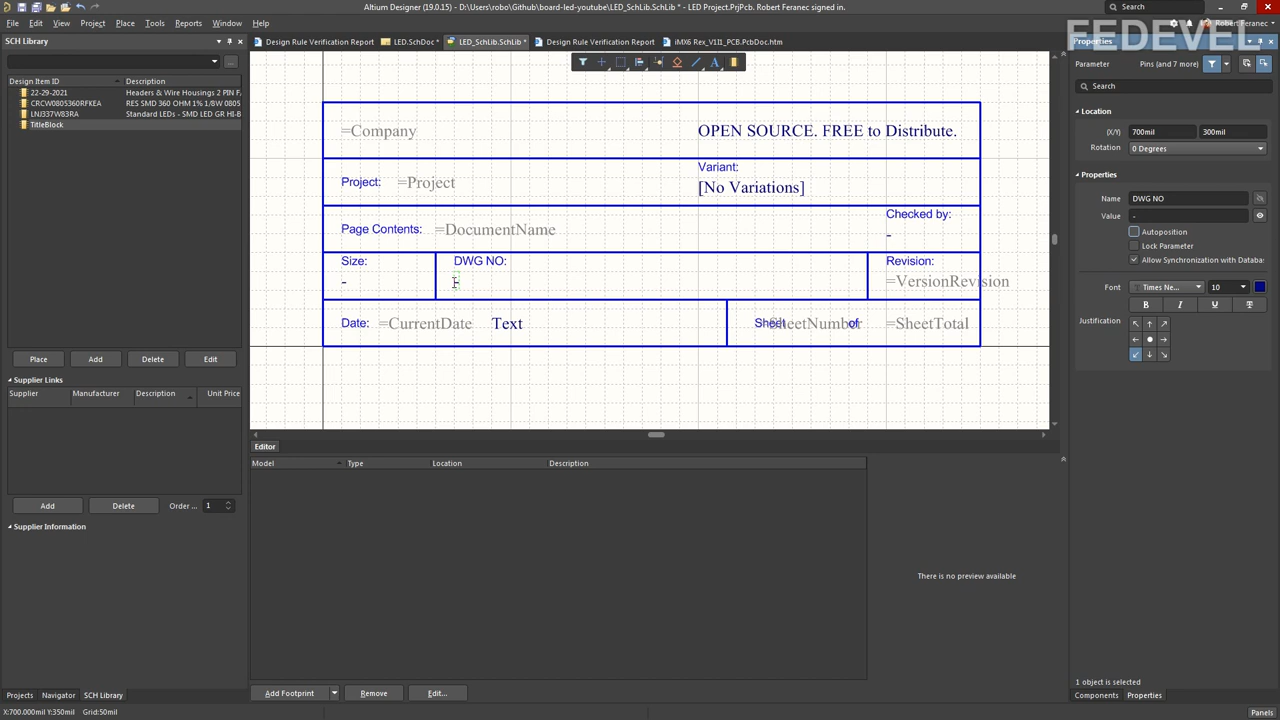 Altium Designer (19.0.15) - C:\Users\robo\Github\board-led-youtube\LED_SchLib.SchLib * - LED Project.PrjPcb. Robert Feranec signed in.
Search
File Edit View Project Place Tools Reports Window Help
Robert Feranec
FEDEVEL
SCH Library
Design Rule Verification Report
LED.SchDoc *
LED_SchLib.SchLib *
Design Rule Verification Report
iMX6 Rex_V1I1_PCB.PcbDoc.htm
Properties
...
Design Item ID Description
22-29-2021 Headers & Wire Housings 2 PIN F
CRCW0805360RFKEA RES SMD 360 OHM 1% 1/8W 0805
LNJ337W83RA Standard LEDs - SMD LED GR HI-B
TitleBlock
Place Add Delete Edit
Supplier Links
Supplier Manufacturer Description Unit Price
Add Delete Order ... 1
Supplier Information
=Company OPEN SOURCE. FREE to Distribute.
Project: =Project
Variant:
[No Variations]
Page Contents: =DocumentName
Checked by:
-
Size: DWG NO: Revision:
- - =VersionRevision
Date: =CurrentDate Text Sheet =SheetNumber of =SheetTotal
Editor
Model Type Location Description
There is no preview available
Add Footprint Remove Edit...
Parameter Pins (and 7 more)
Search
Location
(X/Y) 700mil 300mil
Rotation 0 Degrees
Properties
Name DWG NO
Value -
Autoposition
Lock Parameter
Allow Synchronization with Databas
Font Times Ne... 10
B I U T
Justification
1 object is selected
Projects Navigator SCH Library
Components Properties
X:700.000mil Y:350mil Grid:50mil
Panels